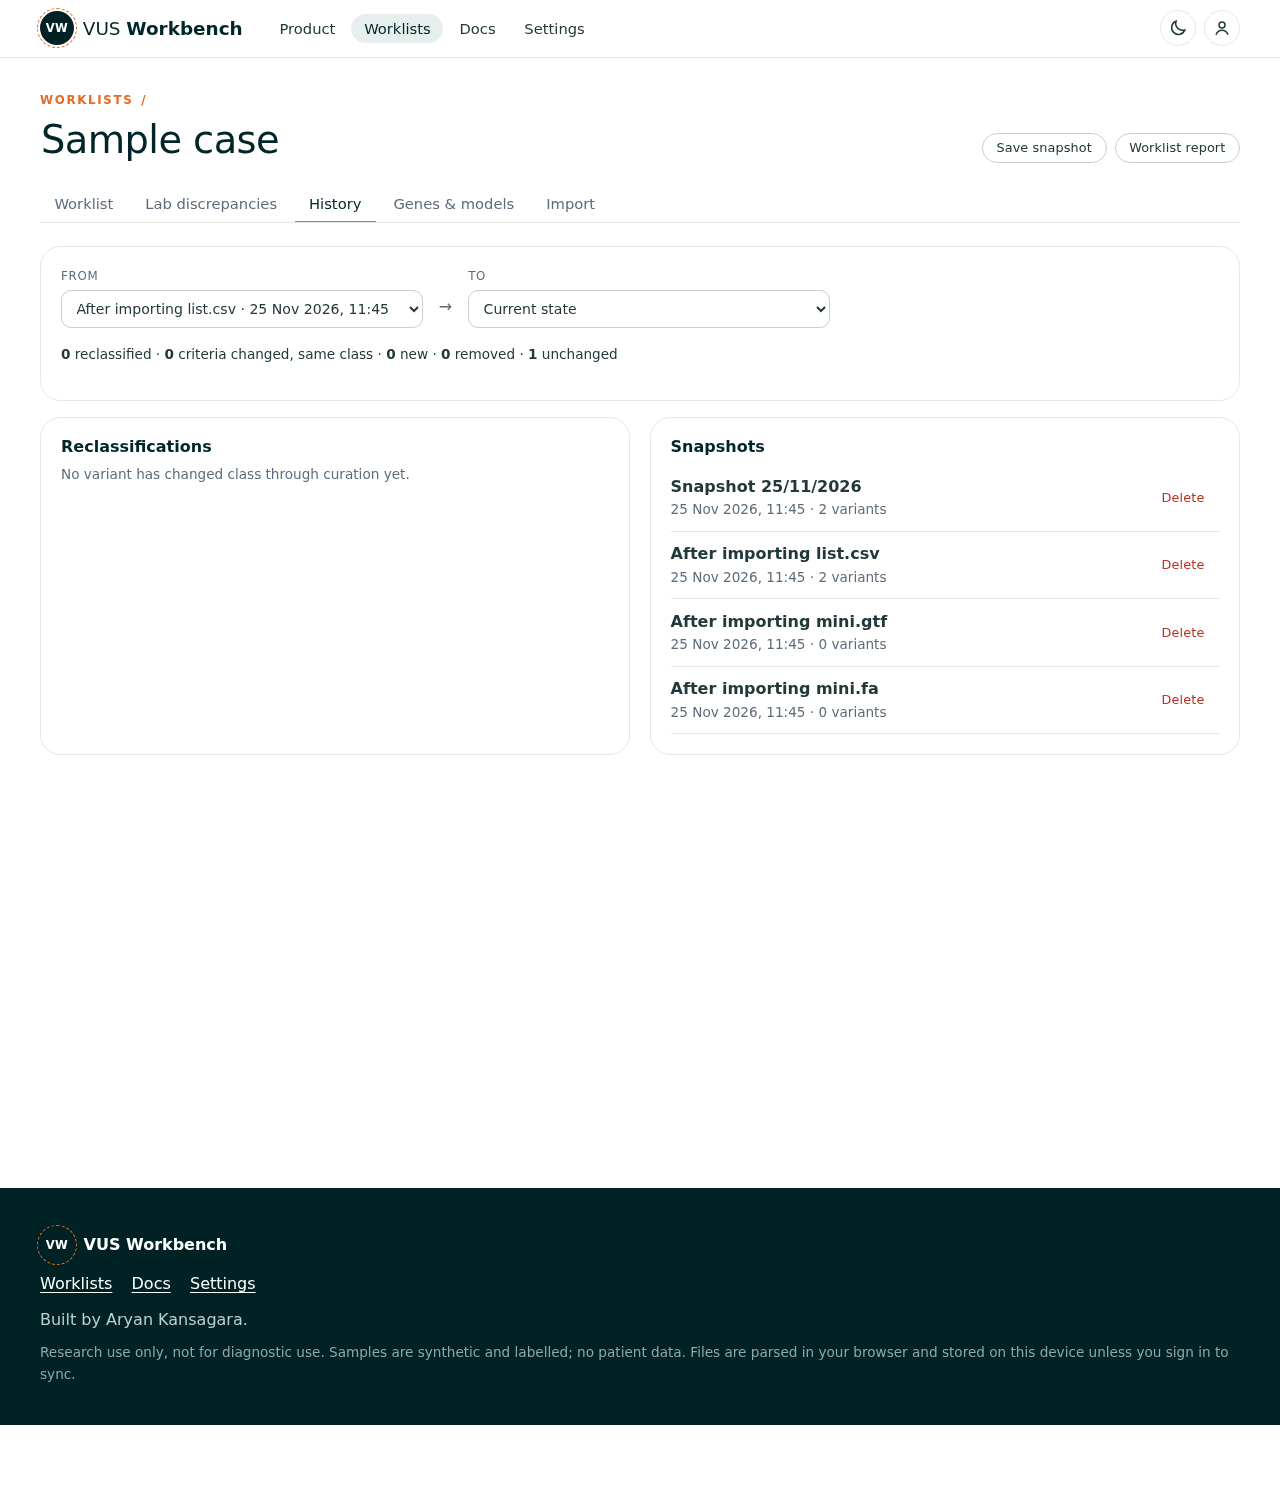 VW VUS Workbench Product Worklists Docs Settings
WORKLISTS /
Sample case
Save snapshot Worklist report
Worklist Lab discrepancies History Genes & models Import
FROM TO
After importing list.csv · 25 Nov 2026, 11:45 → Current state
0 reclassified · 0 criteria changed, same class · 0 new · 0 removed · 1 unchanged
Reclassifications
No variant has changed class through curation yet.
Snapshots
Snapshot 25/11/2026
25 Nov 2026, 11:45 · 2 variants
Delete
After importing list.csv
25 Nov 2026, 11:45 · 2 variants
Delete
After importing mini.gtf
25 Nov 2026, 11:45 · 0 variants
Delete
After importing mini.fa
25 Nov 2026, 11:45 · 0 variants
Delete
VW VUS Workbench
Worklists Docs Settings
Built by Aryan Kansagara.
Research use only, not for diagnostic use. Samples are synthetic and labelled; no patient data. Files are parsed in your browser and stored on this device unless you sign in to
sync.